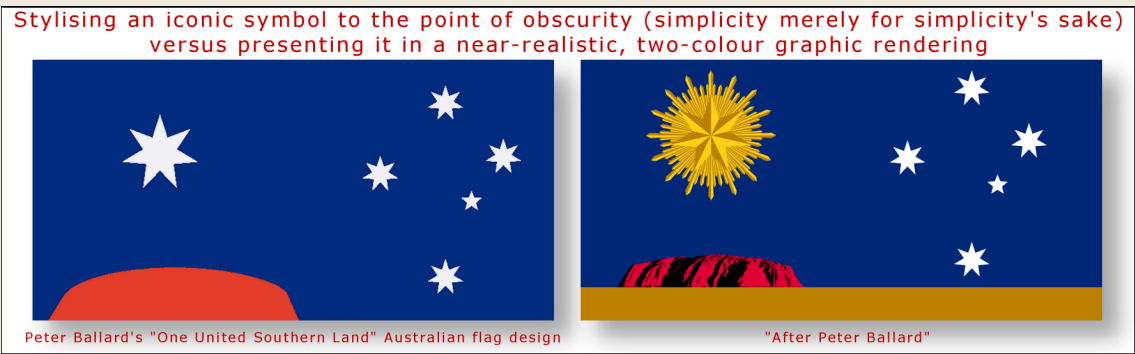 Stylising an iconic symbol to the point of obscurity (simplicity merely for simplicity's sake)
versus presenting it in a near-realistic, two-colour graphic rendering
Peter Ballard's "One United Southern Land" Australian flag design
"After Peter Ballard"